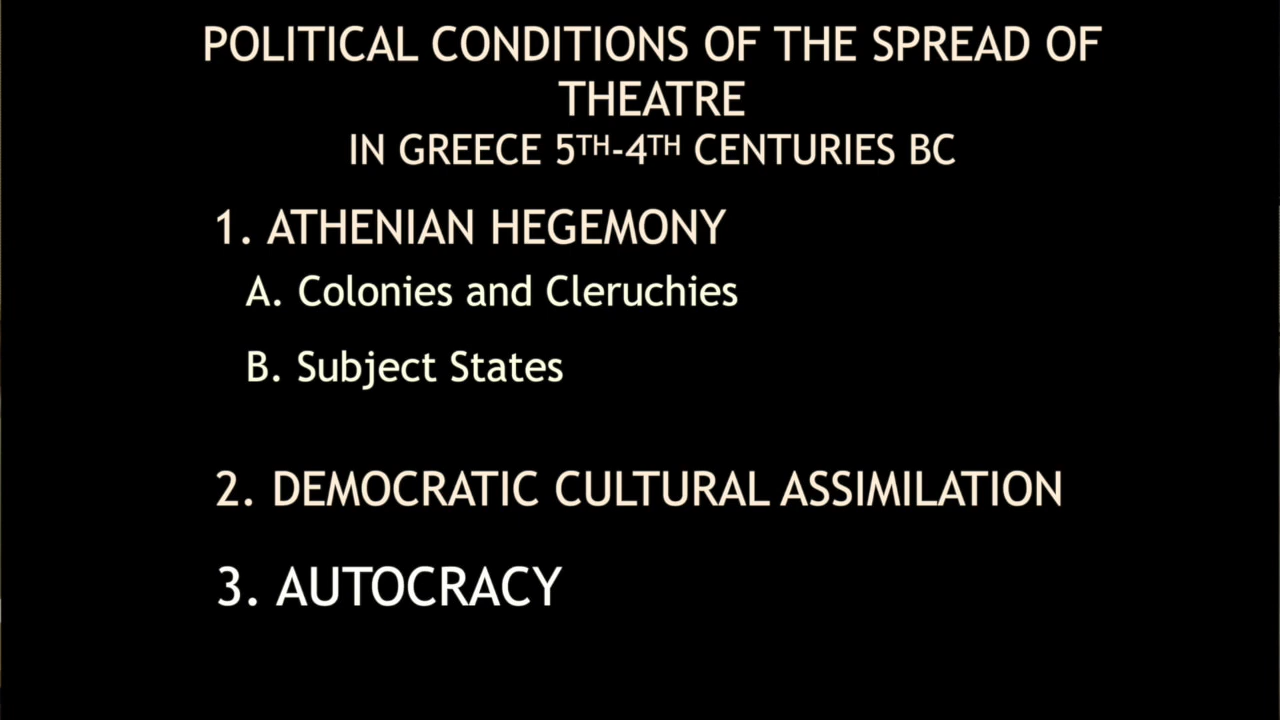 POLITICAL CONDITIONS OF THE SPREAD OF
THEATRE
IN GREECE 5TH-4TH CENTURIES BC
1. ATHENIAN HEGEMONY
A. Colonies and Cleruchies
B. Subject States
2. DEMOCRATIC CULTURAL ASSIMILATION
3. AUTOCRACY